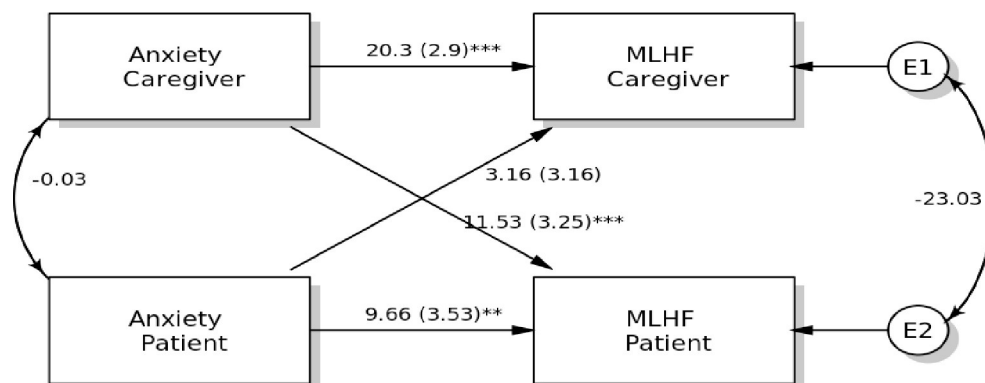 Anxiety
Caregiver
20.3 (2.9)***
MLHF
Caregiver
E1
-0.03
3.16 (3.16)
11.53 (3.25)***
-23.03
Anxiety
Patient
9.66 (3.53)**
MLHF
Patient
E2